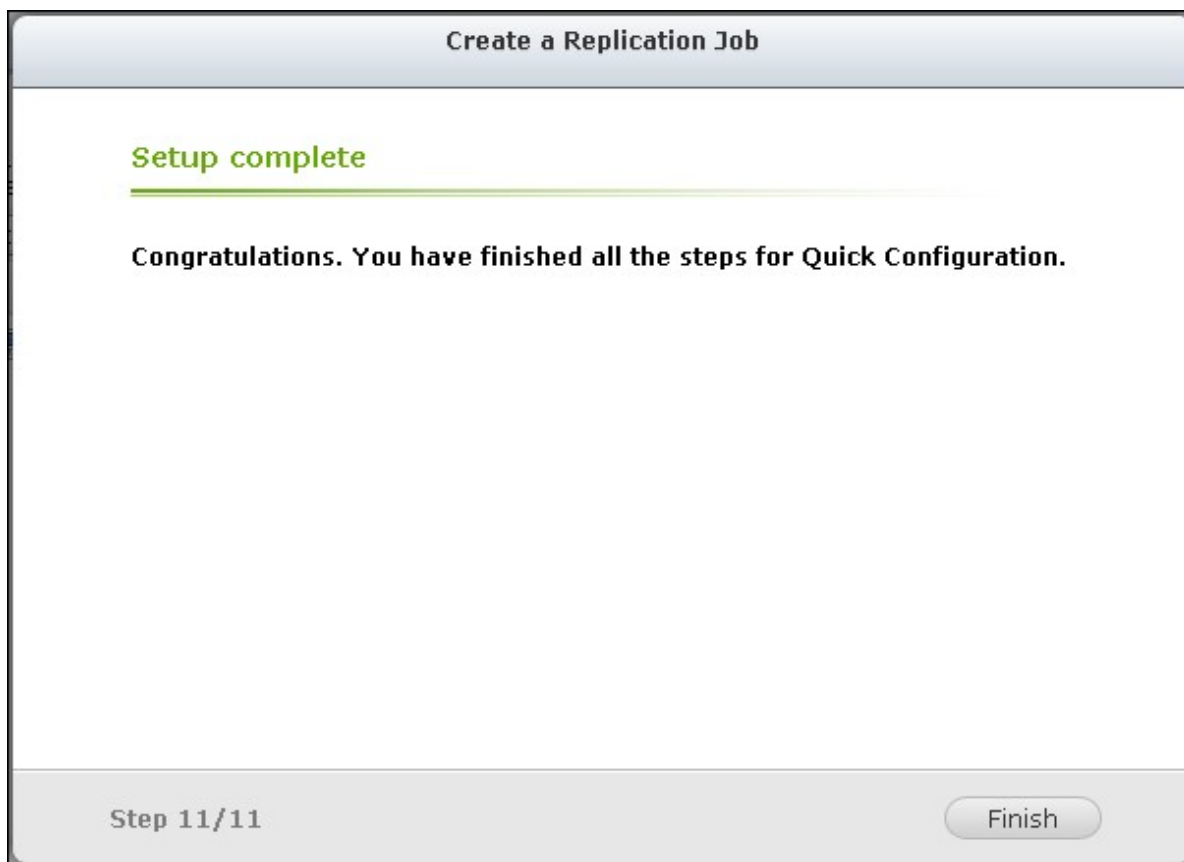 Create a Replication Job
Setup complete
Congratulations. You have finished all the steps for Quick Configuration.
Step 11/11
Finish